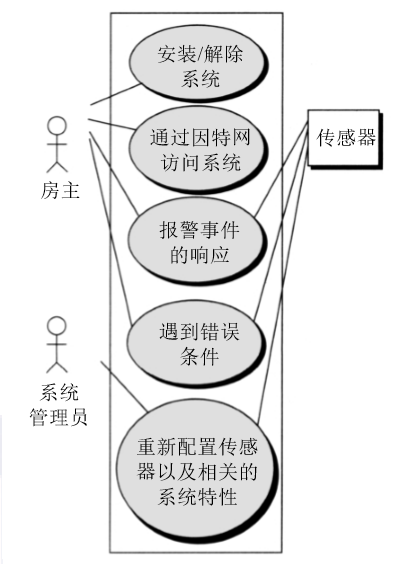 安装/解除
系统
通过因特网
访问系统
传感器
房主
报警事件
的响应
遇到错误
条件
系统
管理员
重新配置传感
器以及相关的
系统特性